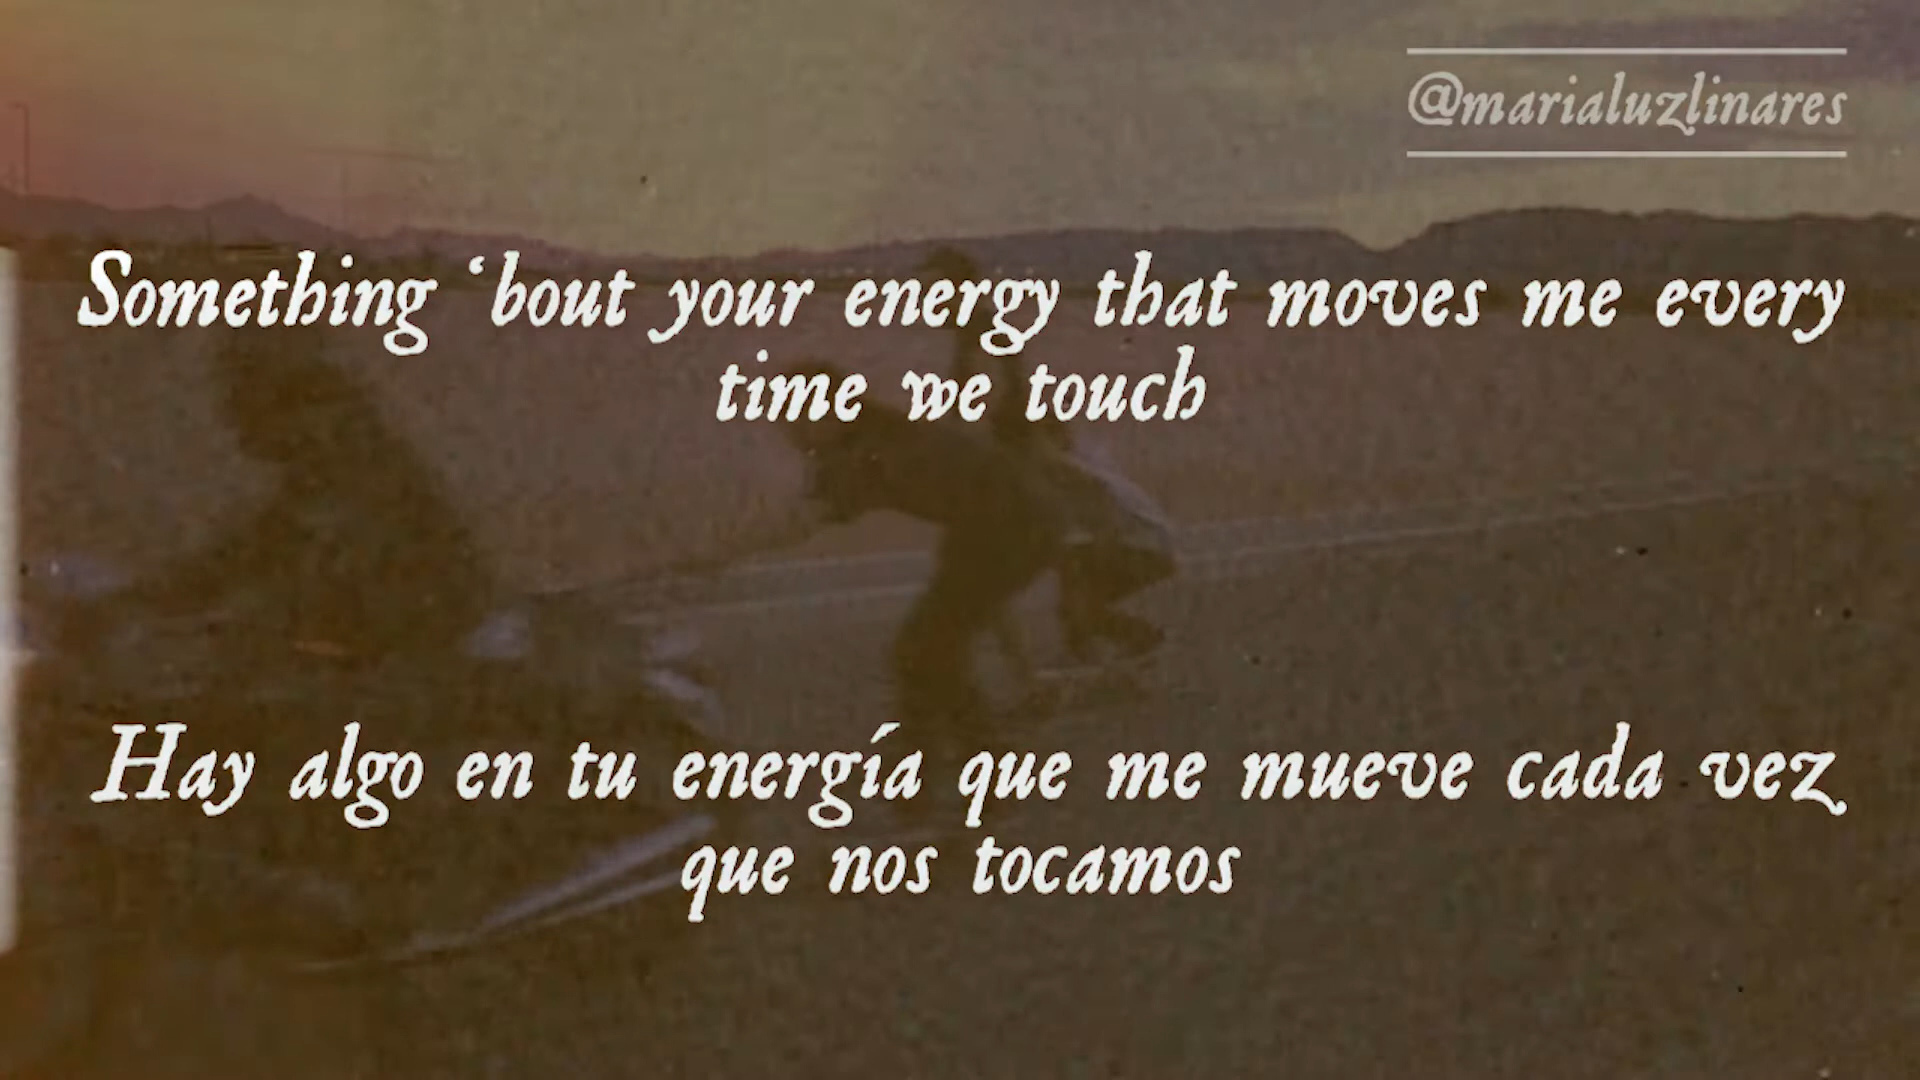 @marialuzlinares
Something ‘bout your energy that moves me every
time we touch
Hay algo en tu energía que me mueve cada vez
que nos tocamos